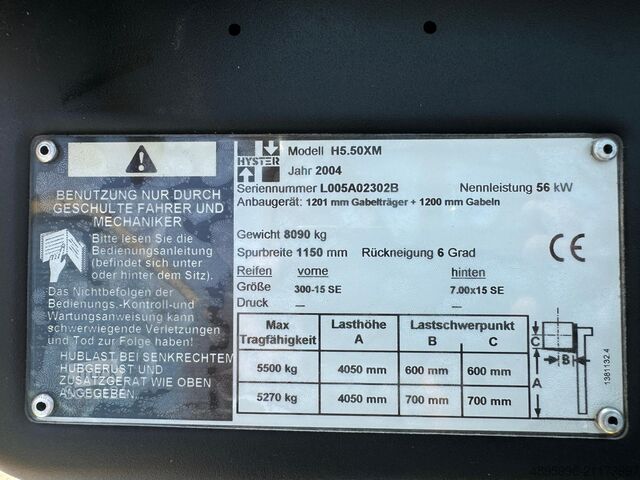 BENUTZUNG NUR DURCH
GESCHULTE FAHRER UND
MECHANIKER
Bitte lesen Sie die
Bedienungsanleitung
(befindet sich unter
oder hinter dem Sitz).
Das Nichtbefolgen der
Bedienungs.-Kontroll-und
Wartungsanweisung kann
schwerwiegende Verletzungen
und Tod zur Folge haben!
HUBLAST BEI SENKRECHTEM
HUBGERUST UND
ZUSATZGERÄT WIE OBEN
ANGEGEBEN.
HYSTER
Modell H5.50XM
Jahr 2004
Seriennummer L005A02302B Nennleistung 56 kW
Anbaugerät: 1201 mm Gabelträger + 1200 mm Gabeln
Gewicht 8090 kg
Spurbreite 1150 mm Rückneigung 6 Grad
CE
Reifen vorne hinten
Größe 300-15 SE 7.00x15 SE
Druck — —
Max Lasthöhe Lastschwerpunkt
Tragfähigkeit A B C
5500 kg 4050 mm 600 mm 600 mm
5270 kg 4050 mm 700 mm 700 mm
C
B
A
1381132.4